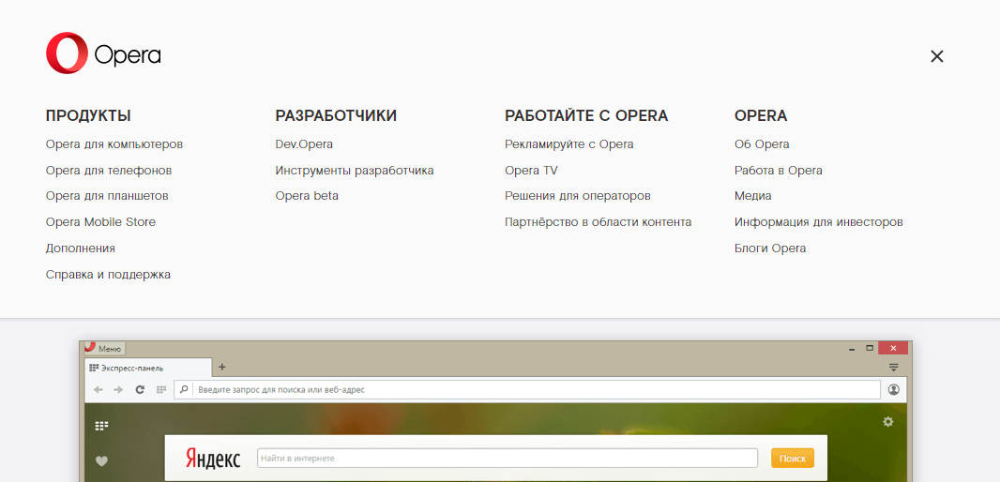 Opera
ПРОДУКТЫ
Opera для компьютеров
Opera для телефонов
Opera для планшетов
Opera Mobile Store
Дополнения
Справка и поддержка
РАЗРАБОТЧИКИ
Dev.Opera
Инструменты разработчика
Opera beta
РАБОТАЙТЕ С OPERA
Рекламируйте с Opera
Opera TV
Решения для операторов
Партнёрство в области контента
OPERA
Об Opera
Работа в Opera
Медиа
Информация для инвесторов
Блоги Opera
Меню
Экспресс-панель
Введите запрос для поиска или веб-адрес
Яндекс
Найти в интернете
Поиск